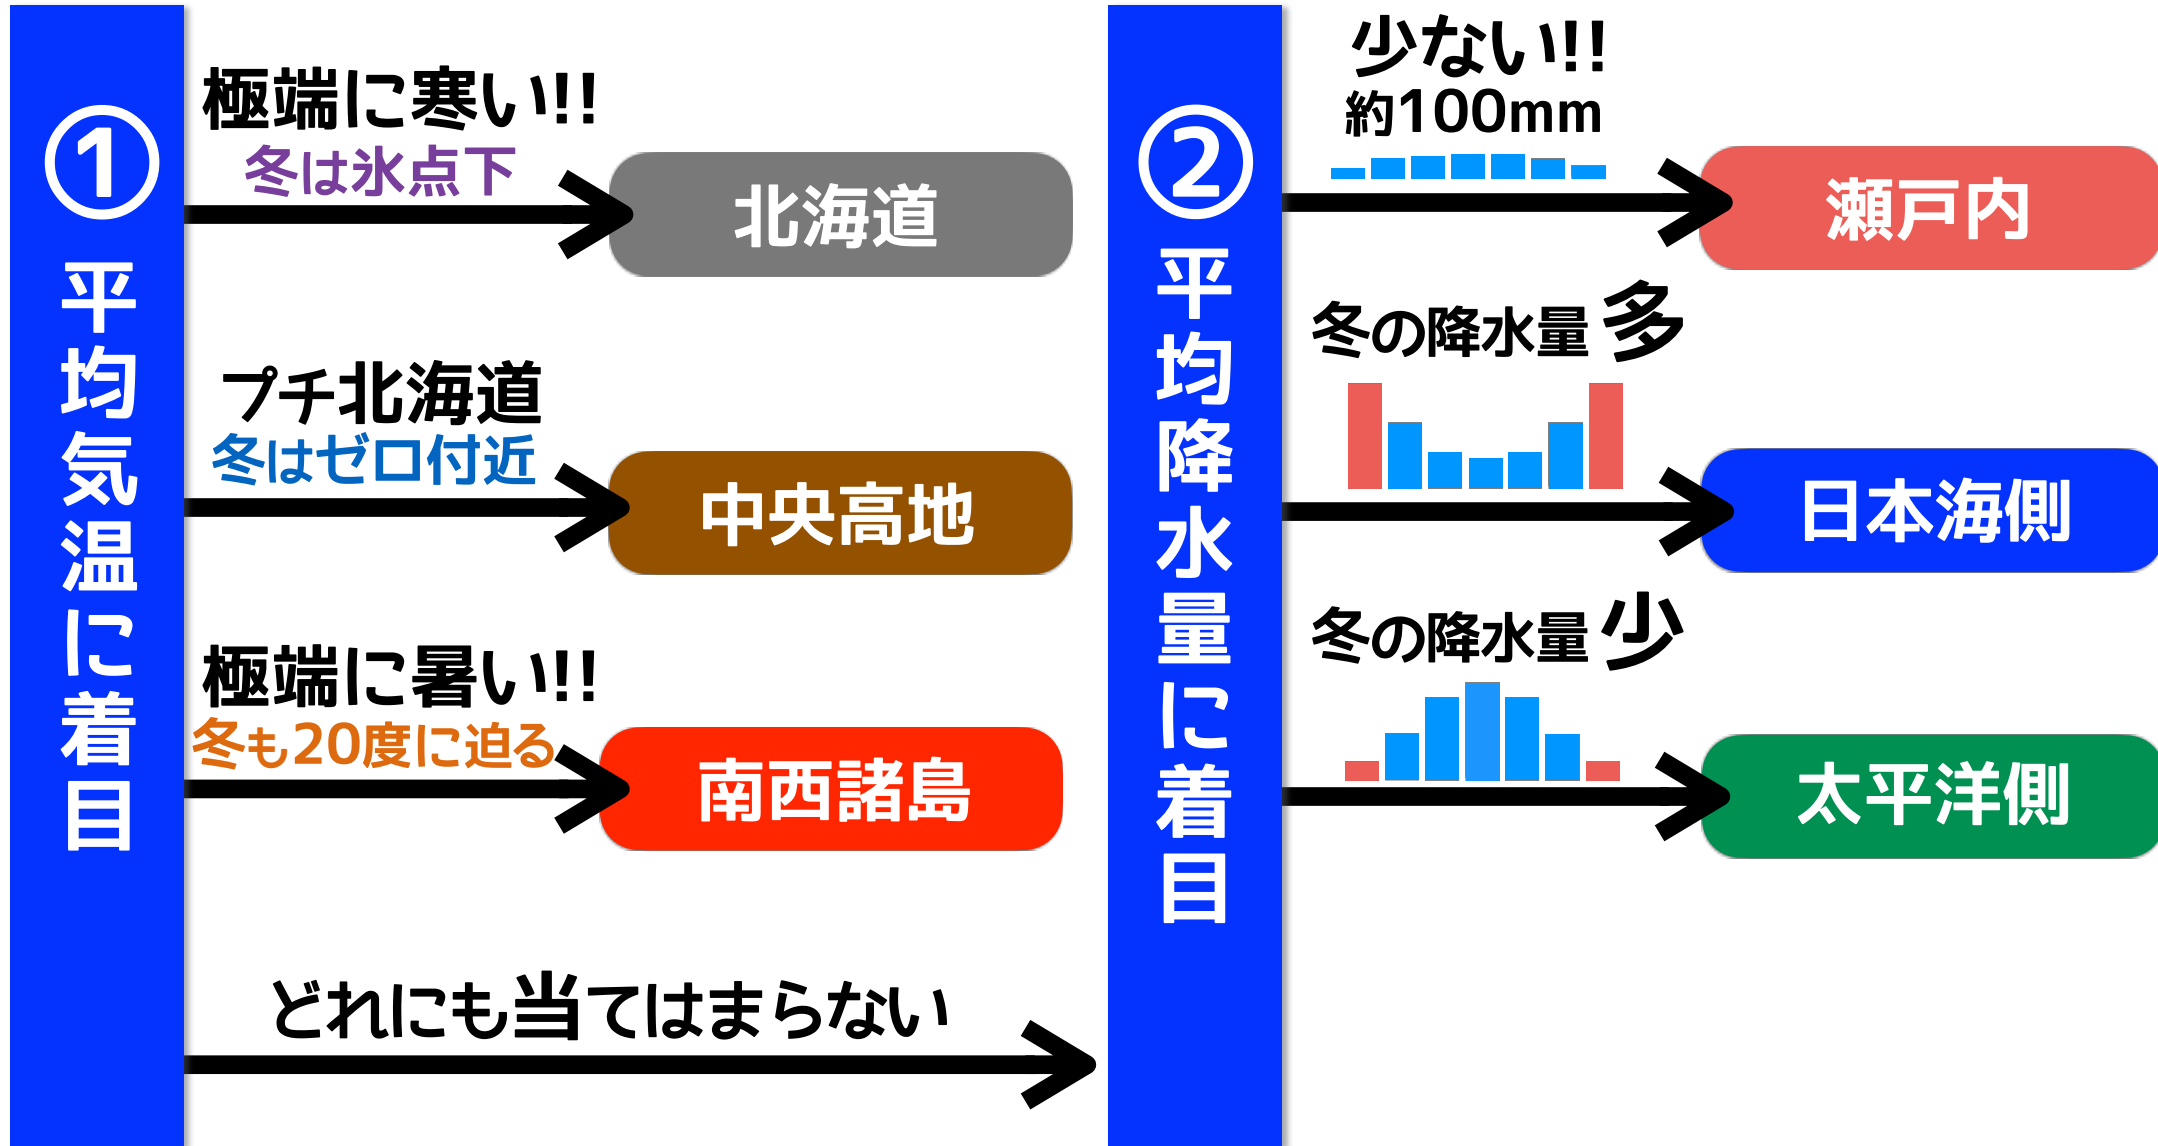 ①平均気温に着目
極端に寒い!!
冬は氷点下
北海道
プチ北海道
冬はゼロ付近
中央高地
極端に暑い!!
冬も20度に迫る
南西諸島
どれにも当てはまらない
②平均降水量に着目
少ない!!
約100mm
瀬戸内
冬の降水量 多
日本海側
冬の降水量 少
太平洋側